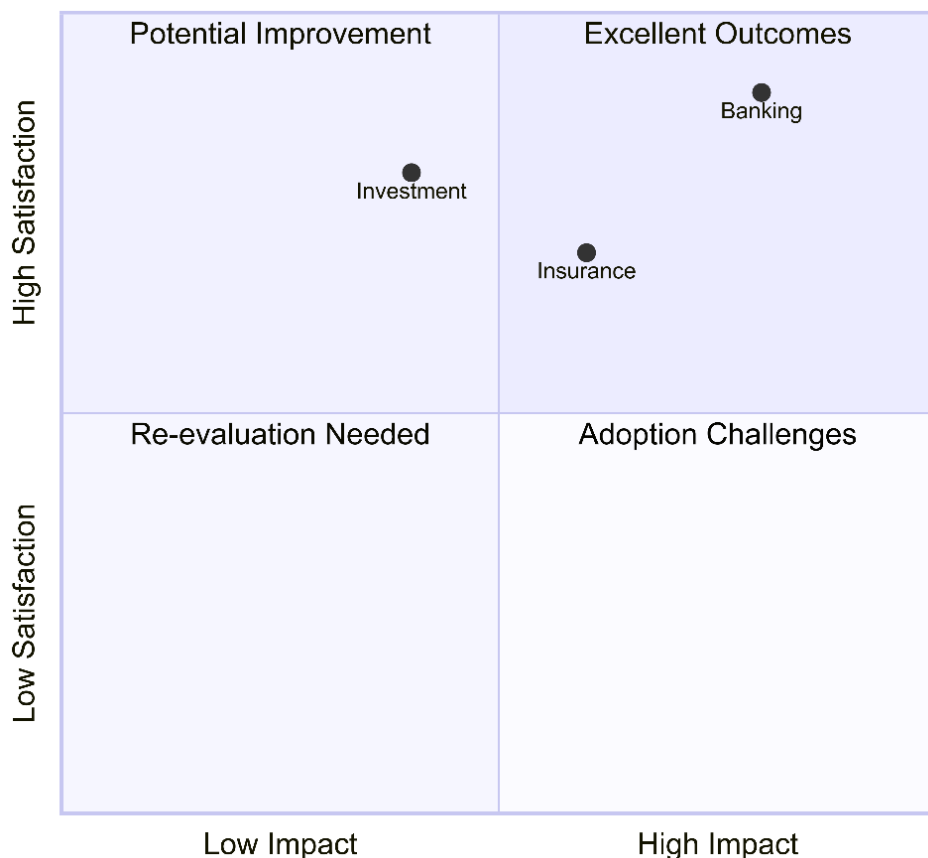 Potential Improvement
Excellent Outcomes
Banking
Investment
Insurance
High Satisfaction
Re-evaluation Needed
Adoption Challenges
Low Satisfaction
Low Impact
High Impact